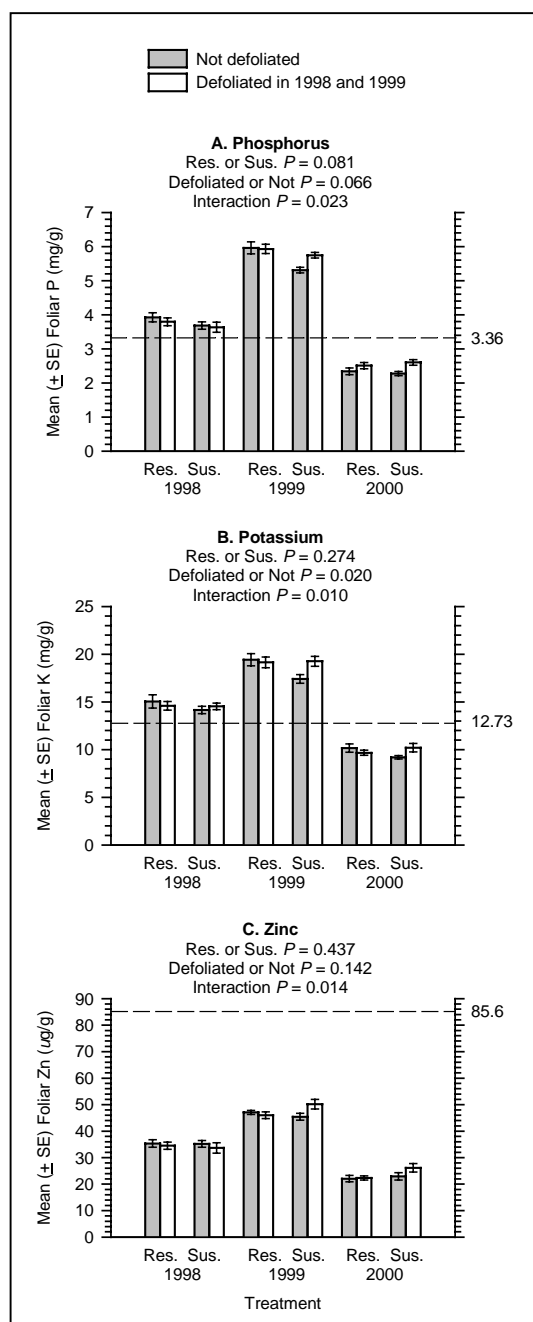 Not defoliated
Defoliated in 1998 and 1999
A. Phosphorus
Res. or Sus. P = 0.081
Defoliated or Not P = 0.066
Interaction P = 0.023
Mean (± SE) Foliar P (mg/g)
7
6
5
4
3
2
1
0
3.36
Res. Sus. Res. Sus. Res. Sus.
1998 1999 2000
B. Potassium
Res. or Sus. P = 0.274
Defoliated or Not P = 0.020
Interaction P = 0.010
Mean (± SE) Foliar K (mg/g)
25
20
15
10
5
0
12.73
Res. Sus. Res. Sus. Res. Sus.
1998 1999 2000
C. Zinc
Res. or Sus. P = 0.437
Defoliated or Not P = 0.142
Interaction P = 0.014
Mean (± SE) Foliar Zn (ug/g)
90
80
70
60
50
40
30
20
10
0
85.6
Res. Sus. Res. Sus. Res. Sus.
1998 1999 2000
Treatment